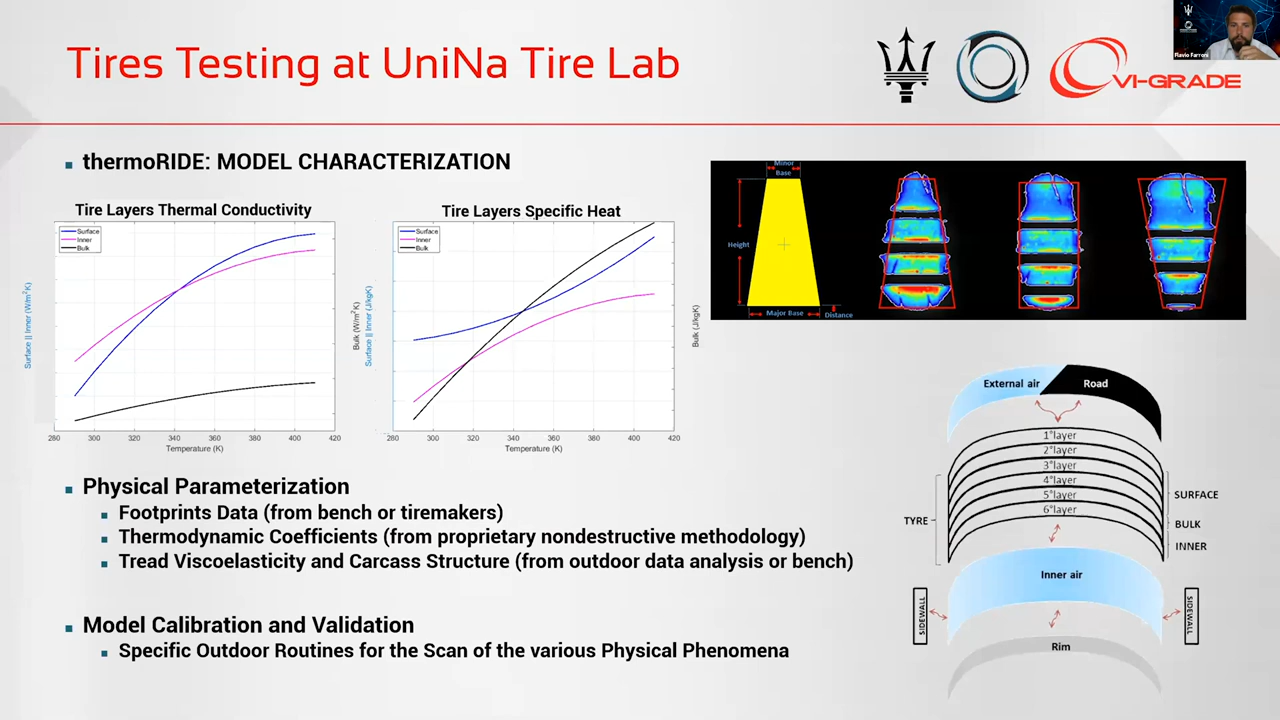 Tires Testing at UniNa Tire Lab
VI-GRADE
Flavio Farroni
thermoRIDE: MODEL CHARACTERIZATION
Tire Layers Thermal Conductivity
Surface
Inner
Bulk
Surface || Inner (W/m²K)
Bulk (W/m²K)
280 300 320 340 360 380 400 420
Temperature (K)
Tire Layers Specific Heat
Surface
Inner
Bulk
Surface || Inner (J/kgK)
Bulk (J/kgK)
280 300 320 340 360 380 400 420
Temperature (K)
Minor
Base
Height
Major Base
Distance
Physical Parameterization
Footprints Data (from bench or tiremakers)
Thermodynamic Coefficients (from proprietary nondestructive methodology)
Tread Viscoelasticity and Carcass Structure (from outdoor data analysis or bench)
Model Calibration and Validation
Specific Outdoor Routines for the Scan of the various Physical Phenomena
External air
Road
1°layer
2°layer
3°layer
4°layer
5°layer
6°layer
TYRE
SURFACE
BULK
INNER
Inner air
SIDEWALL
SIDEWALL
Rim